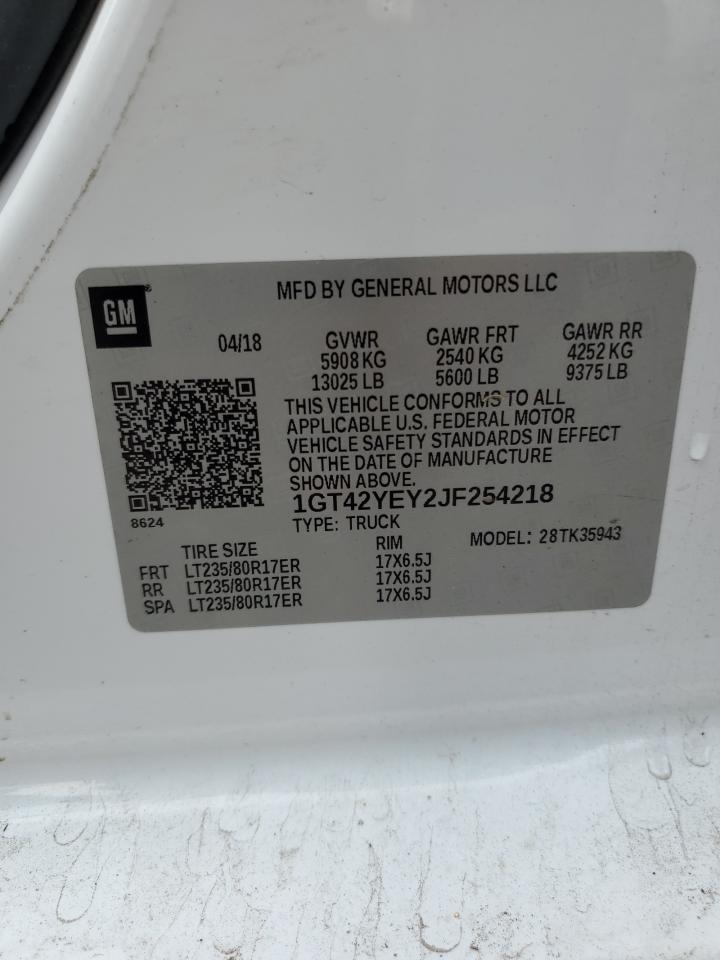 GM
MFD BY GENERAL MOTORS LLC
04/18 GVWR GAWR FRT GAWR RR
5908 KG 2540 KG 4252 KG
13025 LB 5600 LB 9375 LB
THIS VEHICLE CONFORMS TO ALL
APPLICABLE U.S. FEDERAL MOTOR
VEHICLE SAFETY STANDARDS IN EFFECT
ON THE DATE OF MANUFACTURE
SHOWN ABOVE.
1GT42YEY2JF254218
8624 TYPE: TRUCK MODEL: 28TK35943
TIRE SIZE RIM
FRT LT235/80R17ER 17X6.5J
RR LT235/80R17ER 17X6.5J
SPA LT235/80R17ER 17X6.5J